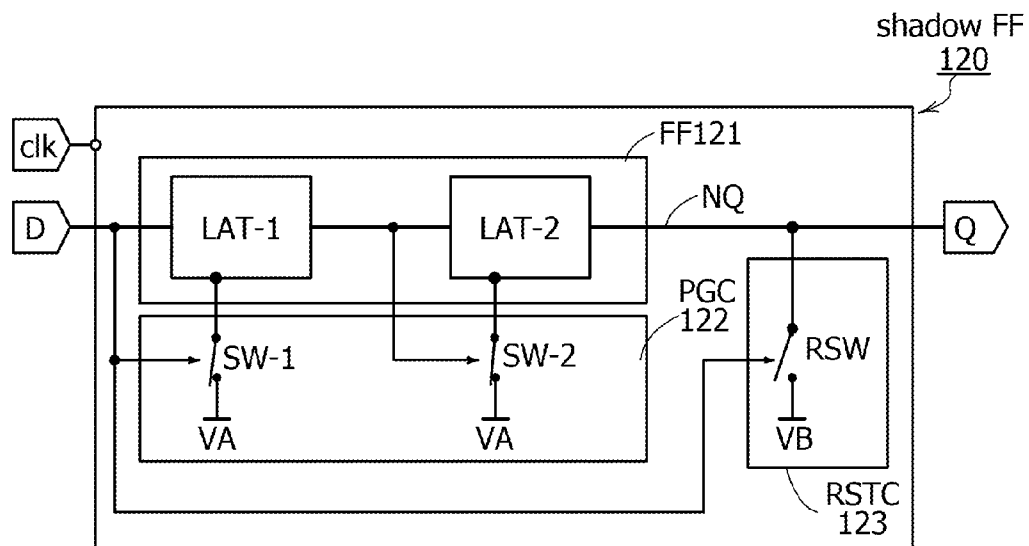 shadow FF
120
clk
FF121
D
LAT-1
LAT-2
NQ
Q
PGC
122
SW-1
SW-2
RSW
VA
VA
VB
RSTC
123